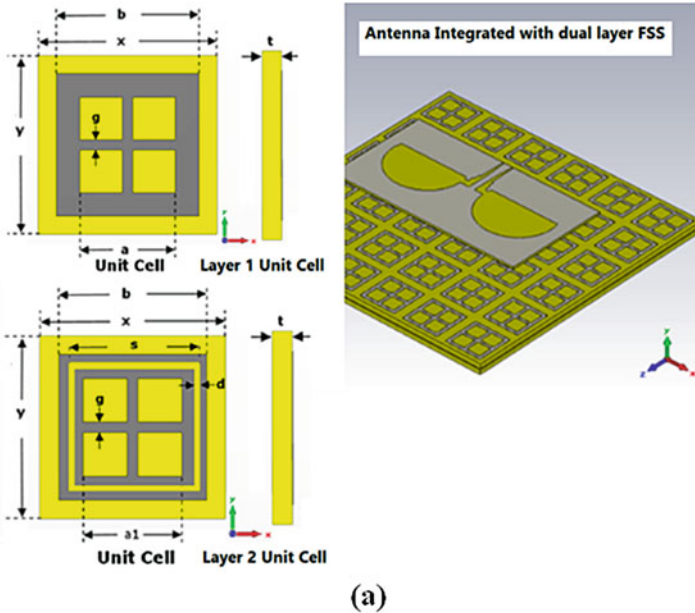 b
x
t
y
g
a
Unit Cell
Layer 1 Unit Cell
y
x
Antenna Integrated with dual layer FSS
y
z
x
b
x
t
s
d
g
y
a1
Unit Cell
Layer 2 Unit Cell
y
x
(a)